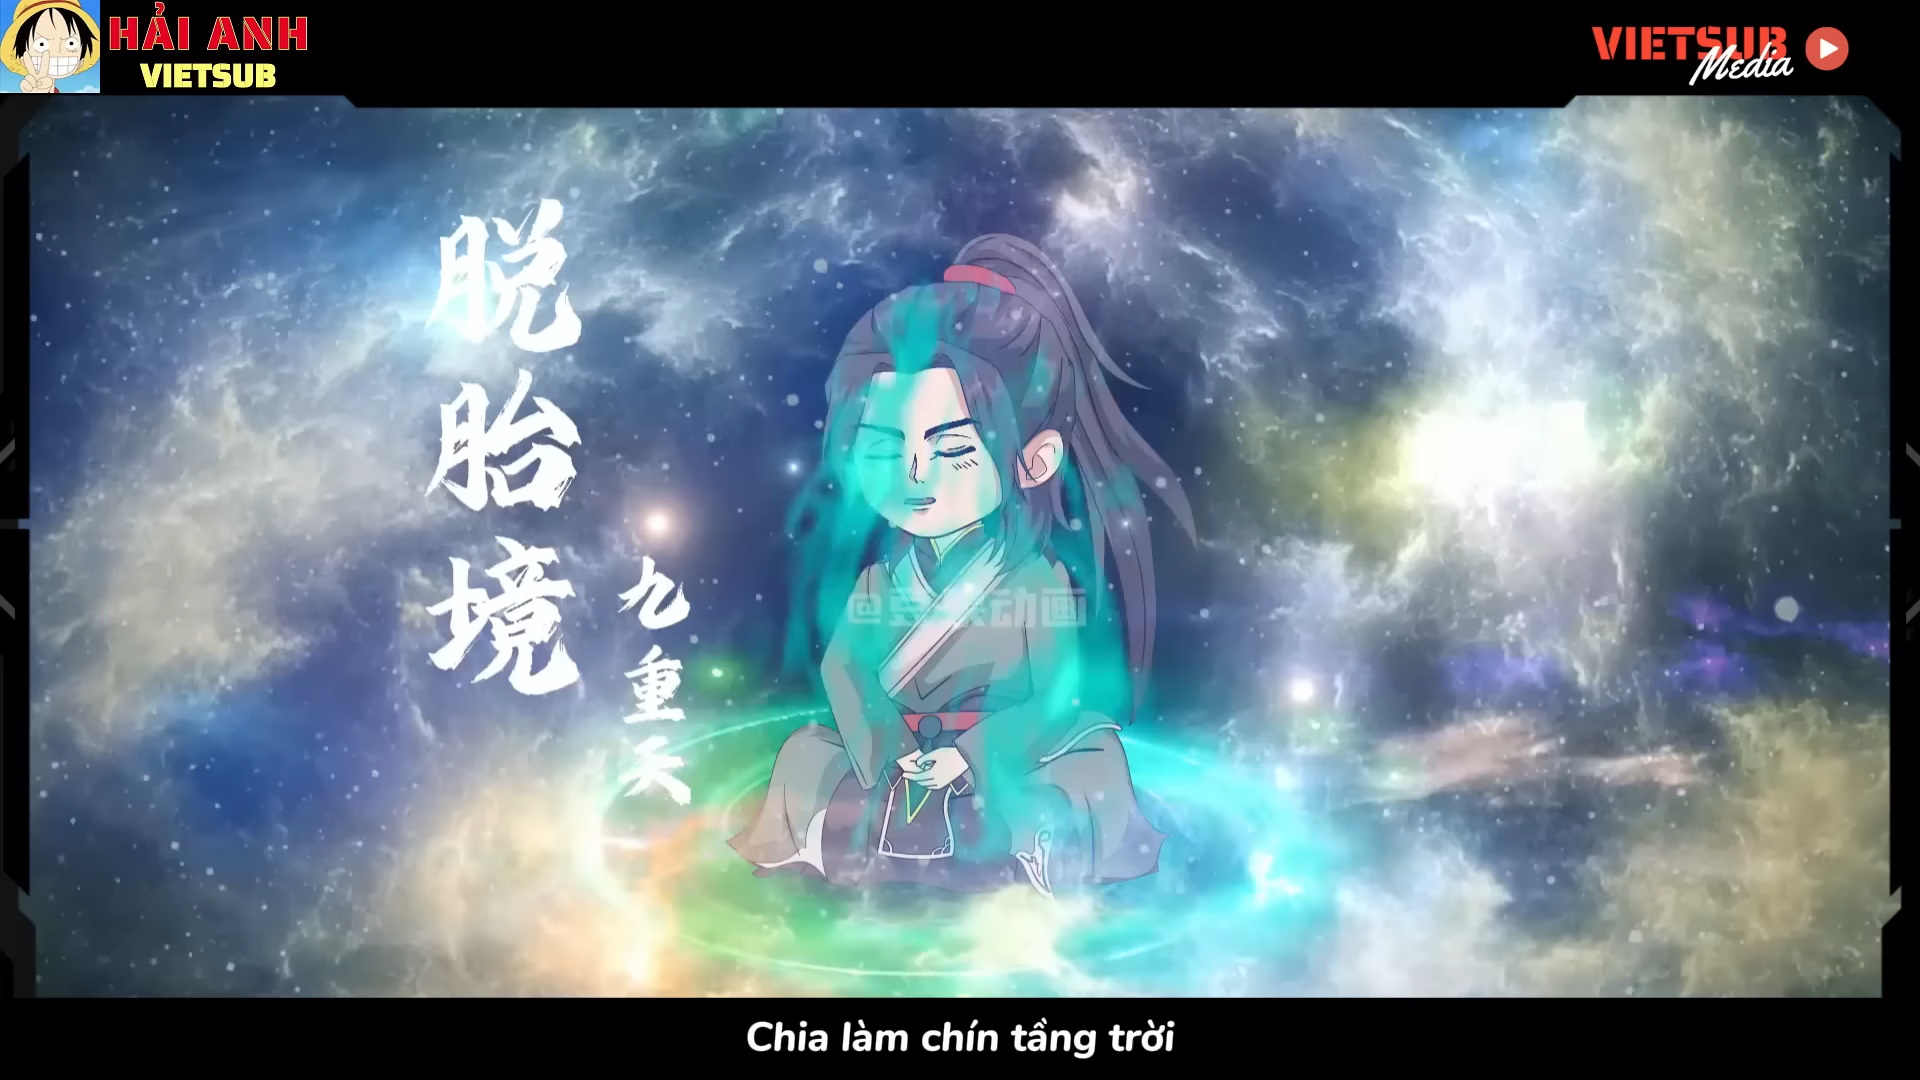 HẢI ANH
VIETSUB
VIETSUB
Media
脱胎境
九重天
Chia làm chín tầng trời